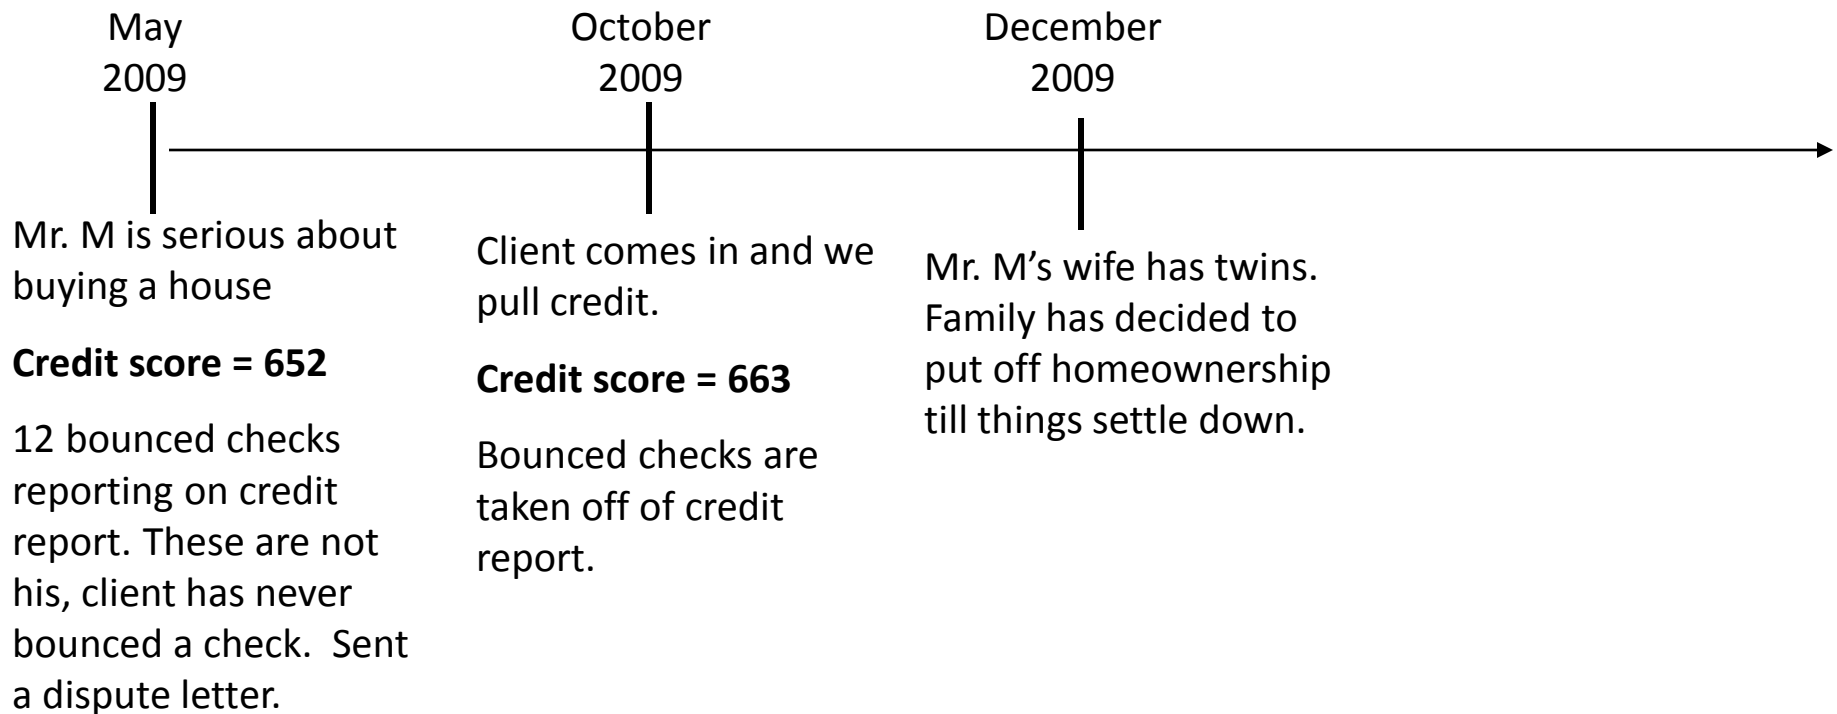 May
2009
Mr. M is serious about
buying a house
Credit score = 652
12 bounced checks
reporting on credit
report. These are not
his, client has never
bounced a check.  Sent
a dispute letter.
October
2009
Client comes in and we
pull credit.
Credit score = 663
Bounced checks are
taken off of credit
report.
December
2009
Mr. M’s wife has twins.
Family has decided to
put off homeownership
till things settle down.